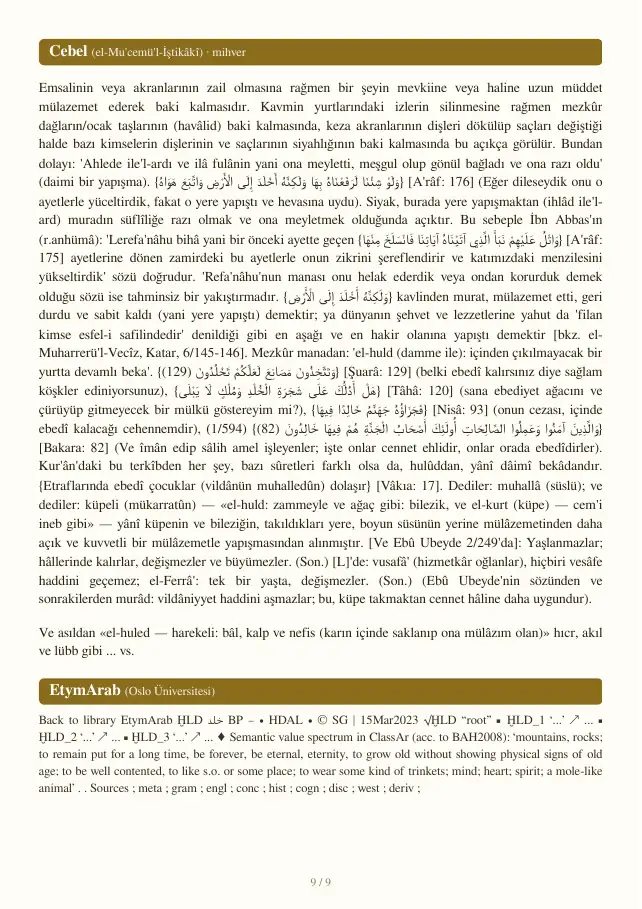 Cebel (el-Mu'cemü'l-İştikâkî) · mihver
Emsalinin veya akranlarının zail olmasına rağmen bir şeyin mevkiine veya haline uzun müddet
mülazemet ederek baki kalmasıdır. Kavmin yurtlarındaki izlerin silinmesine rağmen mezkûr
dağların/ocak taşlarının (havâlid) baki kalmasında, keza akranlarının dişleri dökülüp saçları değiştiği
halde bazı kimselerin dişlerinin ve saçlarının siyahlığının baki kalmasında bu açıkça görülür. Bundan
dolayı: 'Ahlede ile'l-ardı ve ilâ fulânin yani ona meyletti, meşgul olup gönül bağladı ve ona razı oldu'
(daimi bir yapışma). {وَلَوْ شِئْنَا لَرَفَعْنَاهُ بِهَا وَلَكِنَّهُ أَخْلَدَ إِلَى الْأَرْضِ وَاتَّبَعَ هَوَاهُ} [A'râf: 176] (Eğer dileseydik onu o
ayetlerle yüceltirdik, fakat o yere yapıştı ve hevasına uydu). Siyak, burada yere yapışmaktan (ihlâd ile'l-
ard) muradın süflîliğe razı olmak ve ona meyletmek olduğunda açıktır. Bu sebeple İbn Abbas'ın
(r.anhümâ): 'Lerefa'nâhu bihâ yani bir önceki ayette geçen {وَاتْلُ عَلَيْهِمْ نَبَأَ الَّذِي آتَيْنَاهُ آيَاتِنَا فَانْسَلَخَ مِنْهَا} [A'râf:
175] ayetlerine dönen zamirdeki bu ayetlerle onun zikrini şereflendirir ve katımızdaki menzilesini
yükseltirdik' sözü doğrudur. 'Refa'nâhu'nun manası onu helak ederdik veya ondan korurduk demek
olduğu sözü ise tahminsiz bir yakıştırmadır. {وَلَكِنَّهُ أَخْلَدَ إِلَى الْأَرْضِ} kavlinden murat, mülazemet etti, geri
durdu ve sabit kaldı (yani yere yapıştı) demektir; ya dünyanın şehvet ve lezzetlerine yahut da 'filan
kimse esfel-i safilindedir' denildiği gibi en aşağı ve en hakir olanına yapıştı demektir [bkz. el-
Muharrerü'l-Vecîz, Katar, 6/145-146]. Mezkûr manadan: 'el-huld (damme ile): içinden çıkılmayacak bir
yurtta devamlı beka'. {وَتَتَّخِذُونَ مَصَانِعَ لَعَلَّكُمْ تَخْلُدُونَ (129)} [Şuarâ: 129] (belki ebedî kalırsınız diye sağlam
köşkler ediniyorsunuz), {هَلْ أَدُلُّكَ عَلَى شَجَرَةِ الْخُلْدِ وَمُلْكٍ لَا يَبْلَى} [Tâhâ: 120] (sana ebediyet ağacını ve
çürüyüp gitmeyecek bir mülkü göstereyim mi?), {فَجَزَاؤُهُ جَهَنَّمُ خَالِدًا فِيهَا} [Nisâ: 93] (onun cezası, içinde
ebedî kalacağı cehennemdir), (1/594) {وَالَّذِينَ آمَنُوا وَعَمِلُوا الصَّالِحَاتِ أُولَئِكَ أَصْحَابُ الْجَنَّةِ هُمْ فِيهَا خَالِدُونَ (82)}
[Bakara: 82] (Ve îmân edip sâlih amel işleyenler; işte onlar cennet ehlidir, onlar orada ebedîdirler).
Kur'ân'daki bu terkîbden her şey, bazı sûretleri farklı olsa da, hulûddan, yânî dâimî bekâdandır.
{Etraflarında ebedî çocuklar (vildânün muhalledûn) dolaşır} [Vâkıa: 17]. Dediler: muhallâ (süslü); ve
dediler: küpeli (mükarratûn) — «el-huld: zammeyle ve ağaç gibi: bilezik, ve el-kurt (küpe) — cem'i
ineb gibi» — yânî küpenin ve bileziğin, takıldıkları yere, boyun süsünün yerine mülâzemetinden daha
açık ve kuvvetli bir mülâzemetle yapışmasından alınmıştır. [Ve Ebû Ubeyde 2/249'da]: Yaşlanmazlar;
hâllerinde kalırlar, değişmezler ve büyümezler. (Son.) [L]'de: vusafâ' (hizmetkâr oğlanlar), hiçbiri vesâfe
haddini geçemez; el-Ferrâ': tek bir yaşta, değişmezler. (Son.) (Ebû Ubeyde'nin sözünden ve
sonrakilerden murâd: vildâniyyet haddini aşmazlar; bu, küpe takmaktan cennet hâline daha uygundur).
Ve asıldan «el-huled — harekeli: bâl, kalp ve nefis (karın içinde saklanıp ona mülâzım olan)» hıcr, akıl
ve lübb gibi ... vs.
EtymArab (Oslo Üniversitesi)
Back to library EtymArab ḪLD خلد BP – • HDAL • © SG | 15Mar2023 √ḪLD “root” ▪ ḪLD_1 ‘...’ ↗ ... ▪
ḪLD_2 ‘...’ ↗ ... ▪ ḪLD_3 ‘...’ ↗ ... ♦ Semantic value spectrum in ClassAr (acc. to BAH2008): ‘mountains, rocks;
to remain put for a long time, be forever, be eternal, eternity, to grow old without showing physical signs of old
age; to be well contented, to like s.o. or some place; to wear some kind of trinkets; mind; heart; spirit; a mole-like
animal’ . . Sources ; meta ; gram ; engl ; conc ; hist ; cogn ; disc ; west ; deriv ;
9 / 9